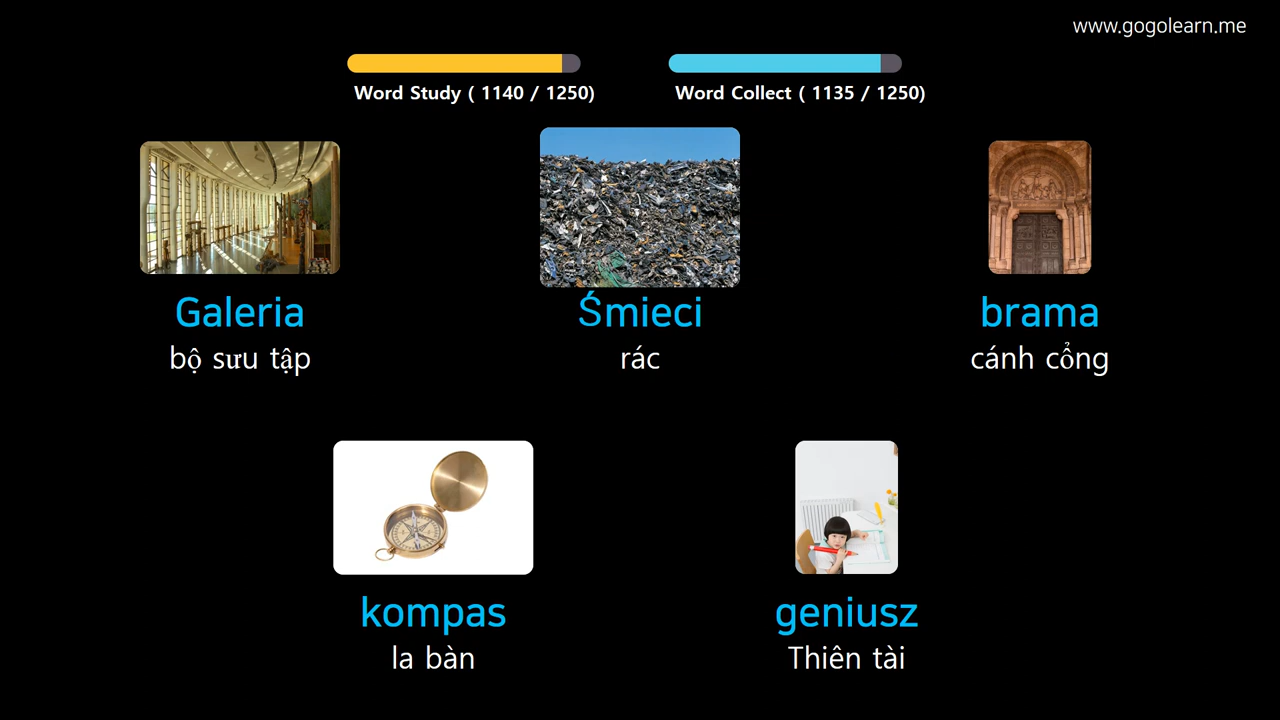 www.gogolearn.me
Word Study ( 1140 / 1250)
Word Collect ( 1135 / 1250)
Galeria
bộ sưu tập
Śmieci
rác
brama
cánh cổng
kompas
la bàn
geniusz
Thiên tài